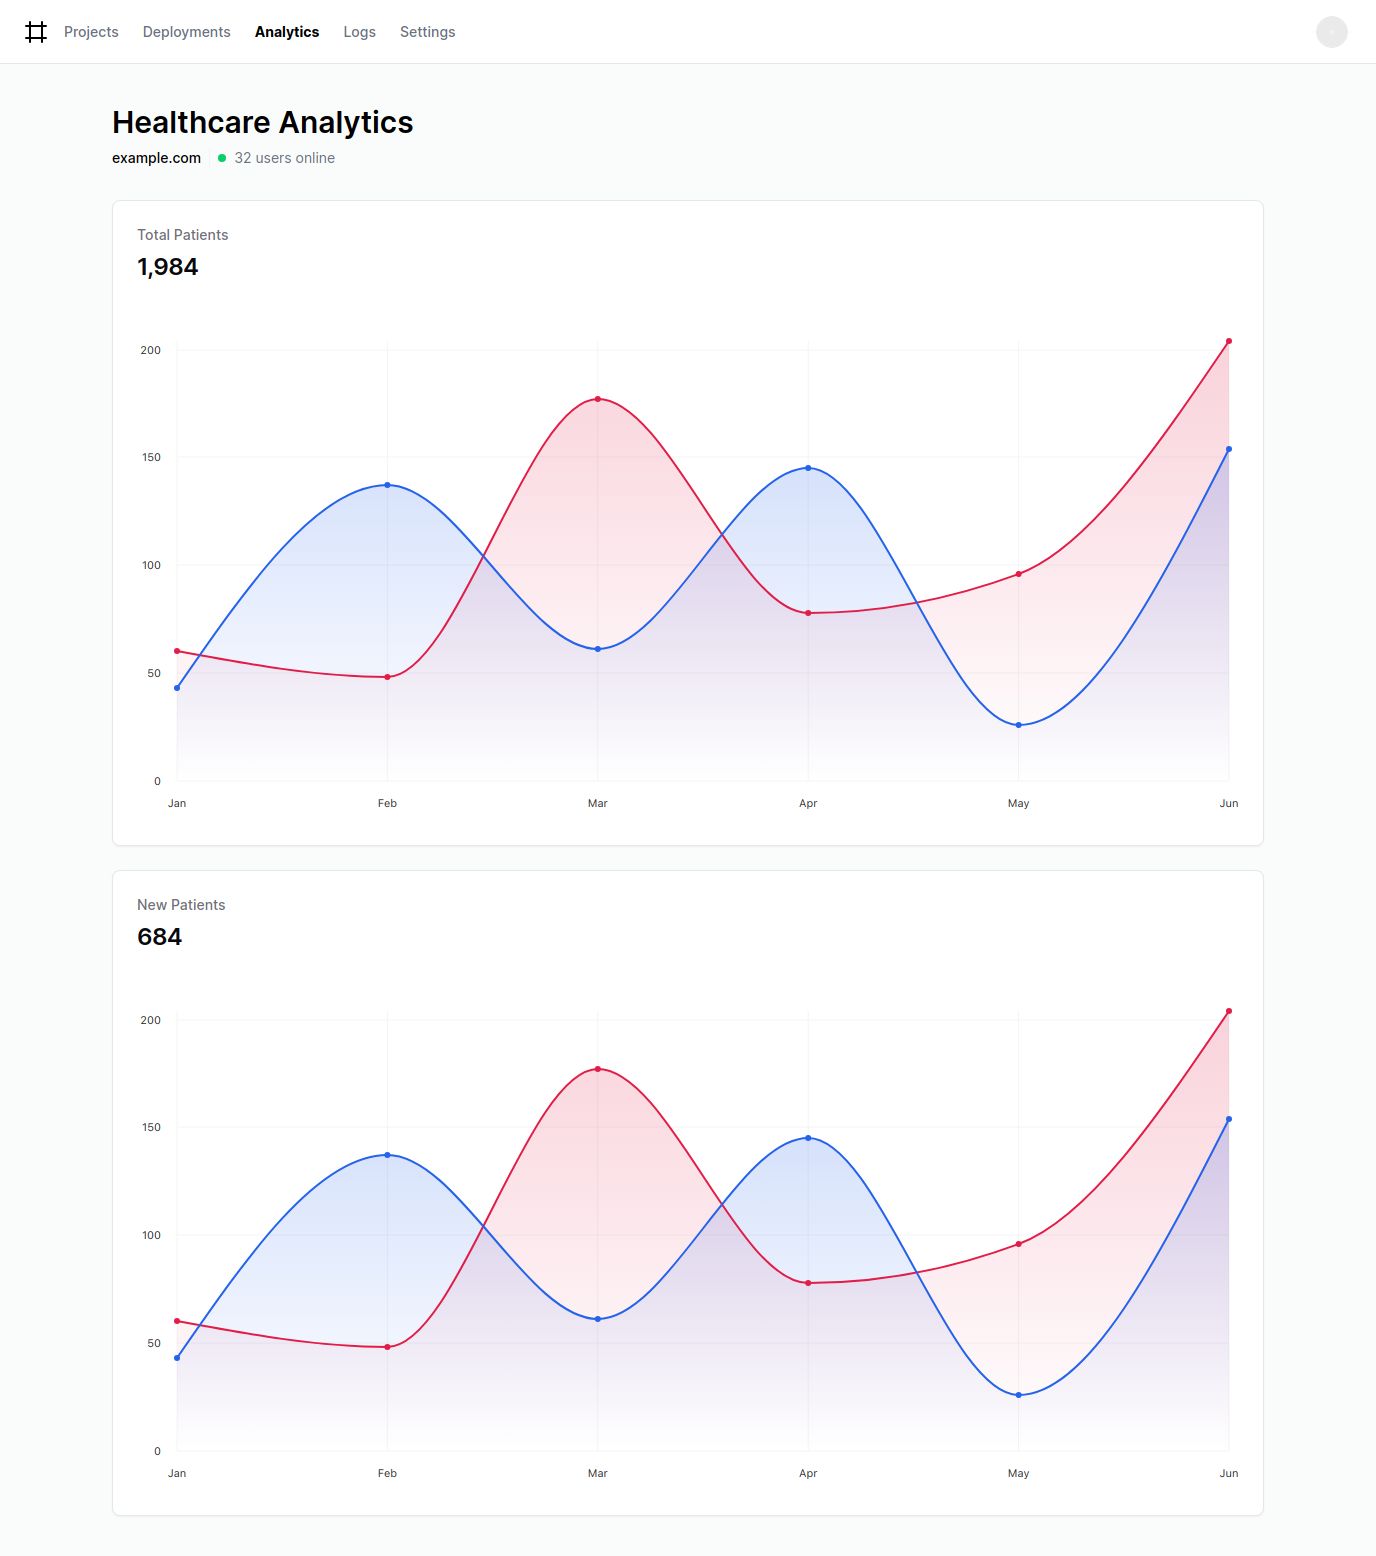 Projects Deployments Analytics Logs Settings
Healthcare Analytics
example.com 32 users online
Total Patients
1,984
200
150
100
50
0
Jan Feb Mar Apr May Jun
New Patients
684
200
150
100
50
0
Jan Feb Mar Apr May Jun